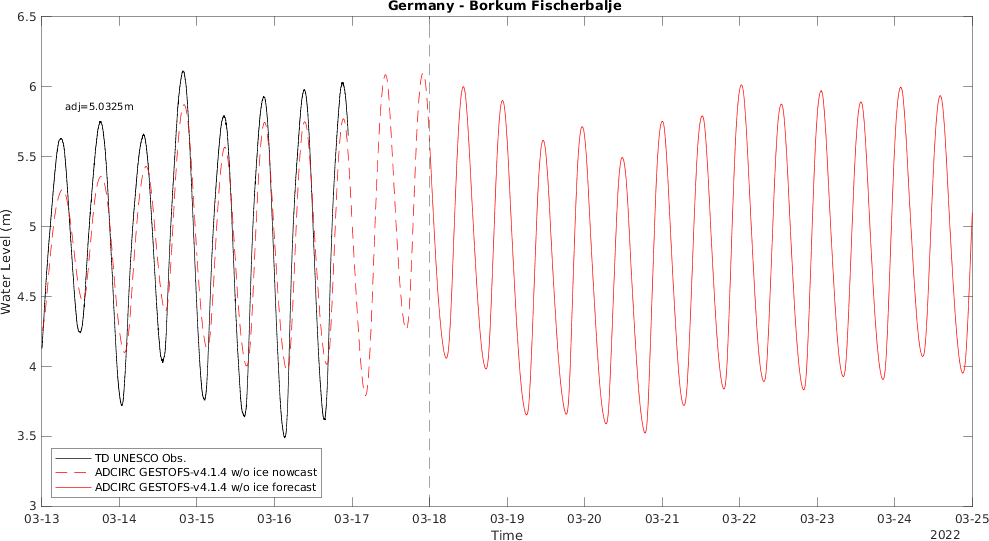 Germany - Borkum Fischerbalje
6.5
6
5.5
5
4.5
4
3.5
3
Water Level (m)
adj=5.0325m
TD UNESCO Obs.
ADCIRC GESTOFS-v4.1.4 w/o ice nowcast
ADCIRC GESTOFS-v4.1.4 w/o ice forecast
03-13 03-14 03-15 03-16 03-17 03-18 03-19 03-20 03-21 03-22 03-23 03-24 03-25
Time
2022